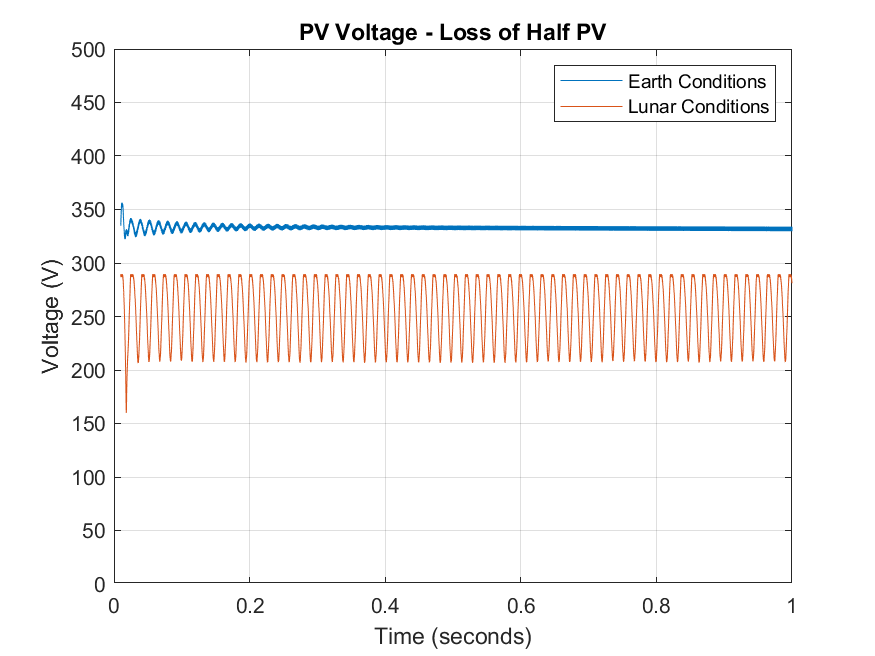 PV Voltage - Loss of Half PV
500
450
400
350
300
250
200
150
100
50
0
Voltage (V)
Earth Conditions
Lunar Conditions
0 0.2 0.4 0.6 0.8 1
Time (seconds)